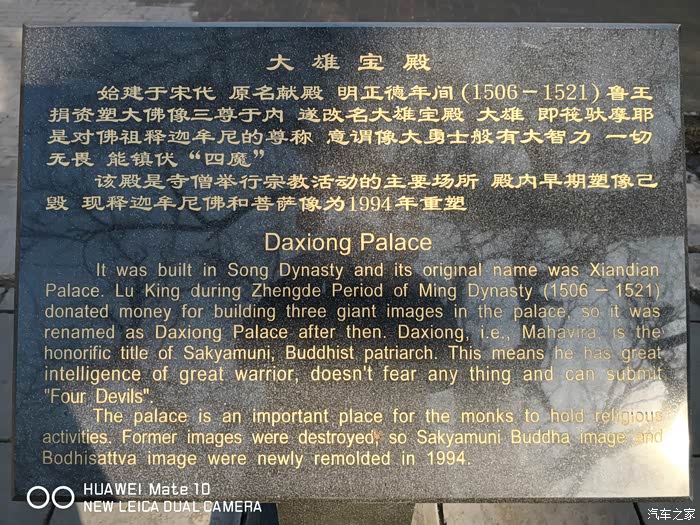 大雄宝殿
始建于宋代 原名献殿 明正德年间(1506－1521)鲁王
捐资塑大佛像三尊于内 遂改名大雄宝殿 大雄 即筏驮摩耶
是对佛祖释迦牟尼的尊称 意谓像大勇士般有大智力 一切
无畏 能镇伏“四魔”
该殿是寺僧举行宗教活动的主要场所 殿内早期塑像已
毁 现释迦牟尼佛和菩萨像为1994年重塑
Daxiong Palace
It was built in Song Dynasty and its original name was Xiandian
Palace. Lu King during Zhengde Period of Ming Dynasty (1506－1521)
donated money for building three giant images in the palace, so it was
renamed as Daxiong Palace after then. Daxiong, i.e., Mahavira, is the
honorific title of Sakyamuni, Buddhist patriarch. This means he has great
intelligence of great warrior, doesn't fear any thing and can submit
"Four Devils".
The palace is an important place for the monks to hold religious
activities. Former images were destroyed, so Sakyamuni Buddha image and
Bodhisattva image were newly remolded in 1994.
HUAWEI Mate 10
NEW LEICA DUAL CAMERA
汽车之家